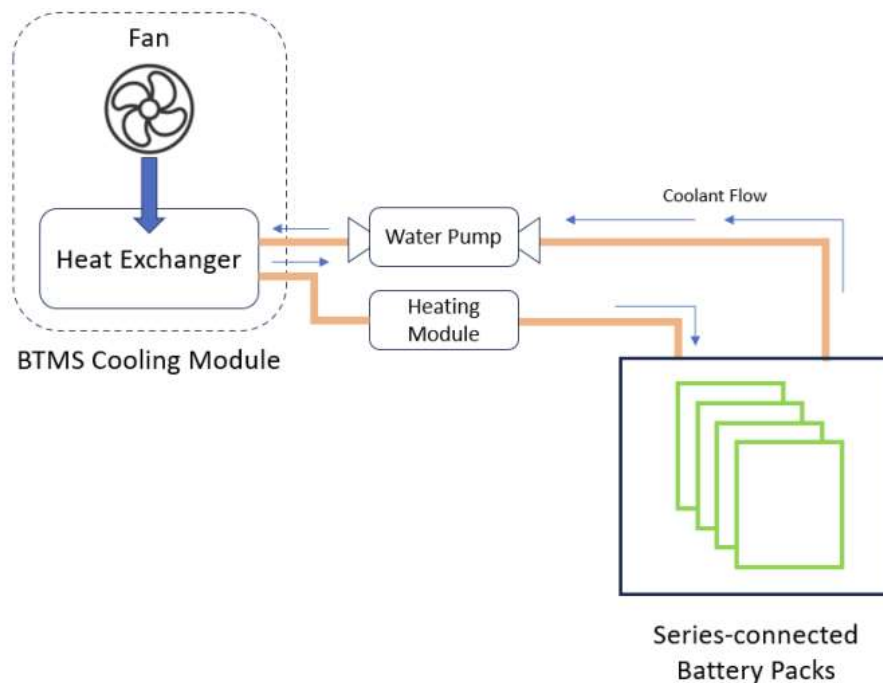 Fan
Coolant Flow
Water Pump
Heat Exchanger
Heating
Module
BTMS Cooling Module
Series-connected
Battery Packs